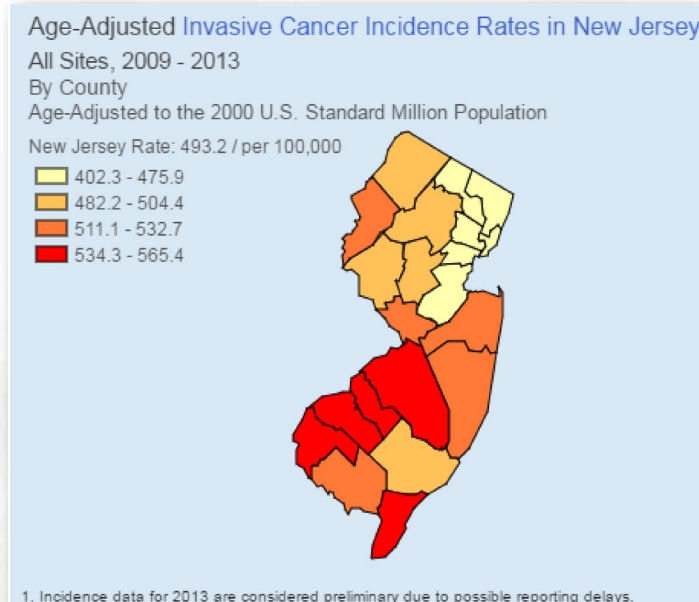 Age-Adjusted Invasive Cancer Incidence Rates in New Jersey
All Sites, 2009 - 2013
By County
Age-Adjusted to the 2000 U.S. Standard Million Population
New Jersey Rate: 493.2 / per 100,000
402.3 - 475.9
482.2 - 504.4
511.1 - 532.7
534.3 - 565.4
1. Incidence data for 2013 are considered preliminary due to possible reporting delays.